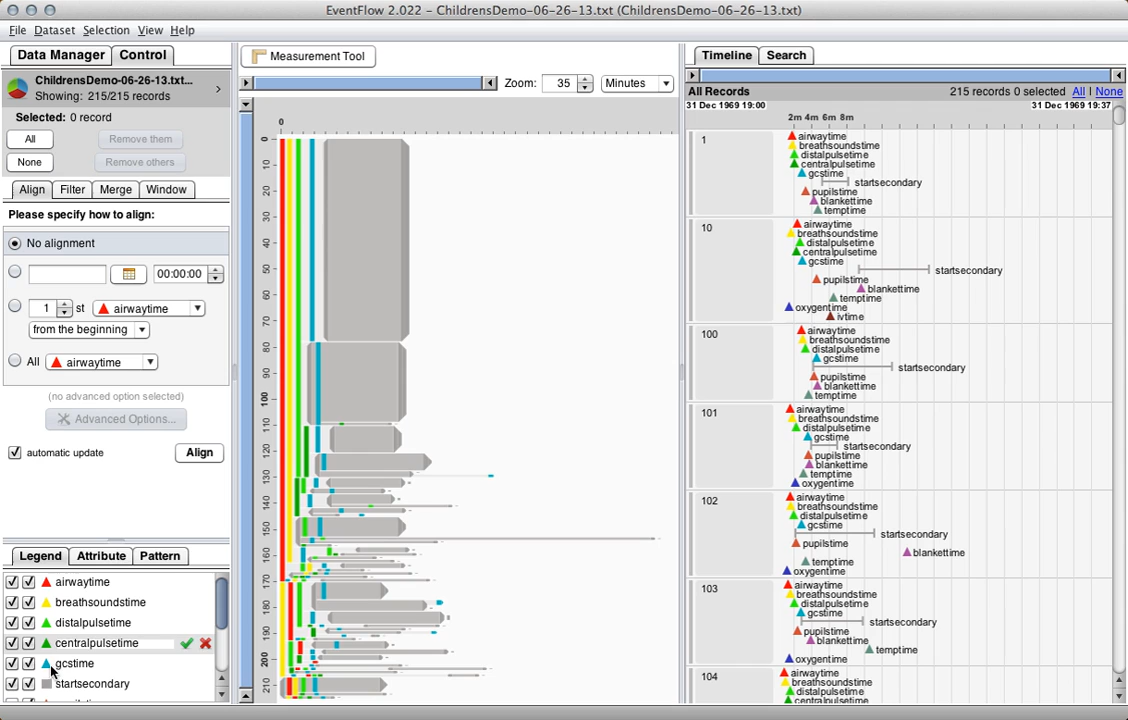 EventFlow 2.022 - ChildrensDemo-06-26-13.txt (ChildrensDemo-06-26-13.txt)
File Dataset Selection View Help
Data Manager Control
ChildrensDemo-06-26-13.txt...
Showing: 215/215 records
>
Selected: 0 record
All Remove them
None Remove others
Align Filter Merge Window
Please specify how to align:
No alignment
00:00:00
1 st airwaytime
from the beginning
All airwaytime
(no advanced option selected)
Advanced Options...
automatic update Align
Legend Attribute Pattern
airwaytime
breathsoundstime
distalpulsetime
centralpulsetime
gcstime
startsecondary
Measurement Tool
Zoom: 35 Minutes
0
0
10
20
30
40
50
60
70
80
90
100
110
120
130
140
150
160
170
180
190
200
210
Timeline Search
All Records 215 records 0 selected All | None
31 Dec 1969 19:00 31 Dec 1969 19:37
2m 4m 6m 8m
1
airwaytime
breathsoundstime
distalpulsetime
centralpulsetime
gcstime
startsecondary
pupilstime
blankettime
temptime
10
airwaytime
breathsoundstime
distalpulsetime
centralpulsetime
gcstime
startsecondary
pupilstime
blankettime
temptime
oxygentime
ivtime
100
airwaytime
breathsoundstime
distalpulsetime
gcstime
startsecondary
pupilstime
blankettime
temptime
101
airwaytime
breathsoundstime
distalpulsetime
gcstime
startsecondary
pupilstime
blankettime
temptime
oxygentime
102
airwaytime
breathsoundstime
distalpulsetime
gcstime
startsecondary
pupilstime
blankettime
temptime
oxygentime
103
airwaytime
breathsoundstime
distalpulsetime
gcstime
startsecondary
pupilstime
blankettime
temptime
oxygentime
104
airwaytime
breathsoundstime
distalpulsetime
centralpulsetime